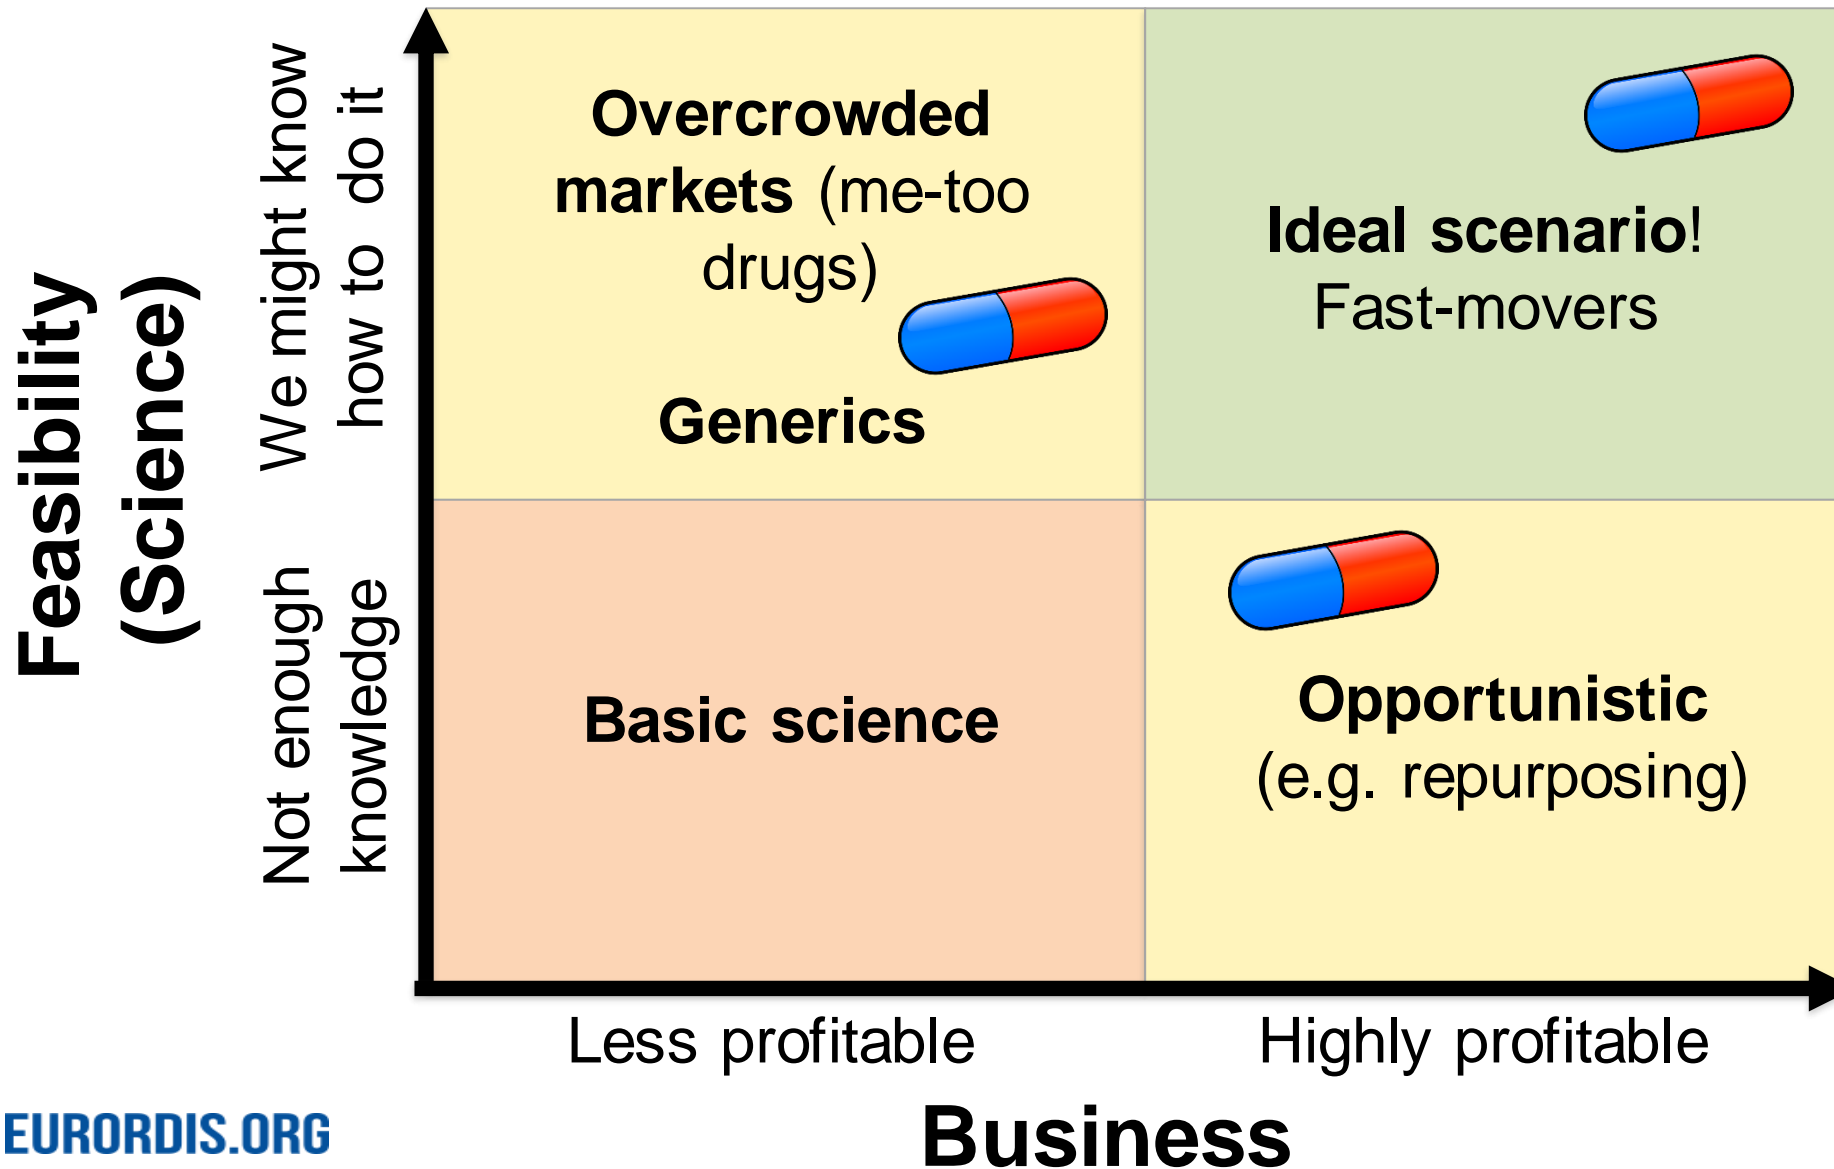 Feasibility
(Science)
We might know
how to do it
Not enough
knowledge
Overcrowded
markets (me-too
drugs)
Generics
Ideal scenario!
Fast-movers
Basic science
Opportunistic
(e.g. repurposing)
Less profitable
Highly profitable
Business
EURORDIS.ORG